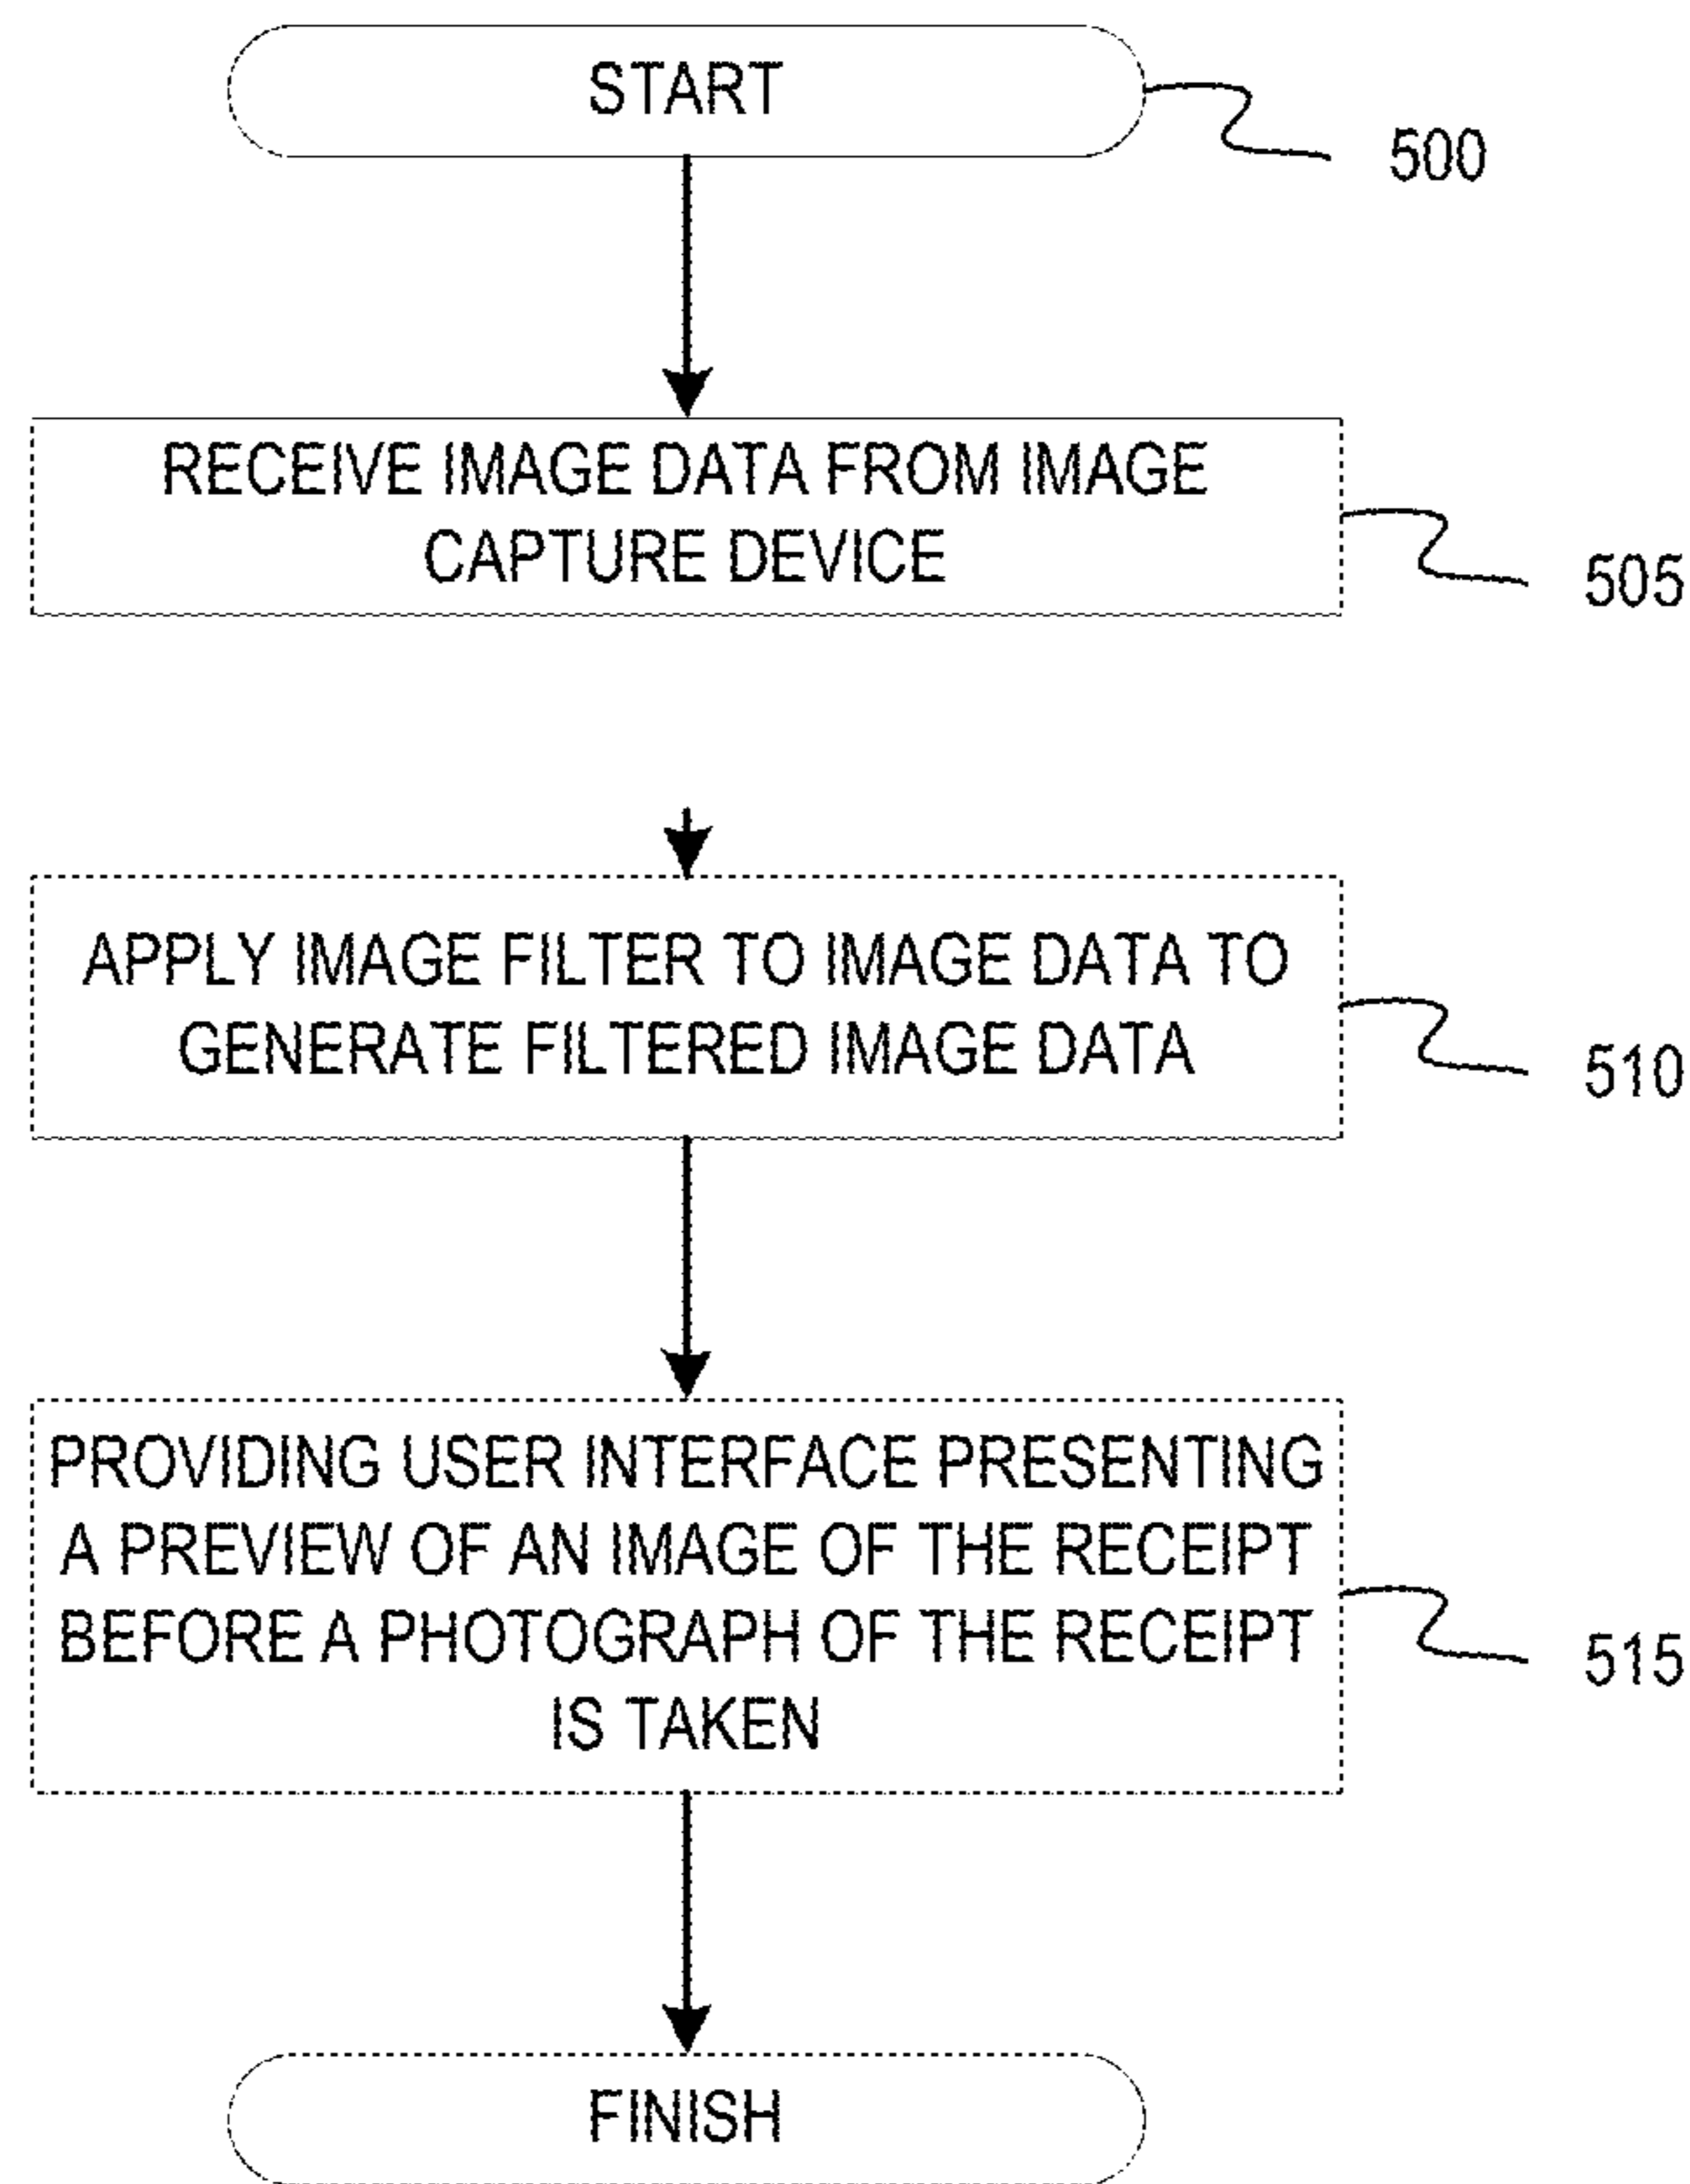 START
500
RECEIVE IMAGE DATA FROM IMAGE
CAPTURE DEVICE
505
APPLY IMAGE FILTER TO IMAGE DATA TO
GENERATE FILTERED IMAGE DATA
510
PROVIDING USER INTERFACE PRESENTING
A PREVIEW OF AN IMAGE OF THE RECEIPT
BEFORE A PHOTOGRAPH OF THE RECEIPT
IS TAKEN
515
FINISH